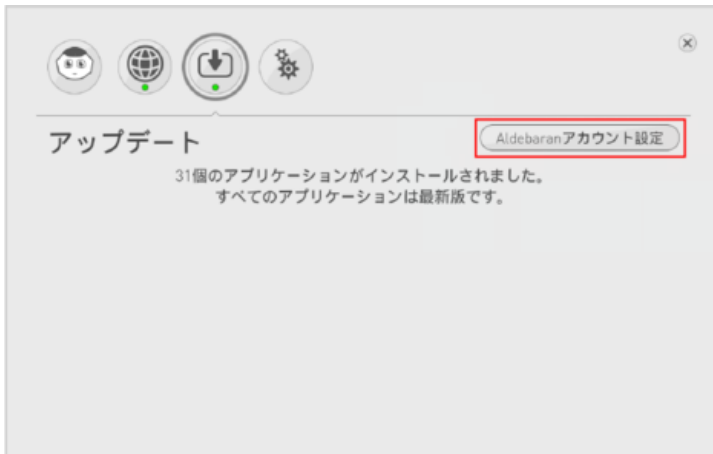 アップデート
Aldebaranアカウント設定
31個のアプリケーションがインストールされました。
すべてのアプリケーションは最新版です。